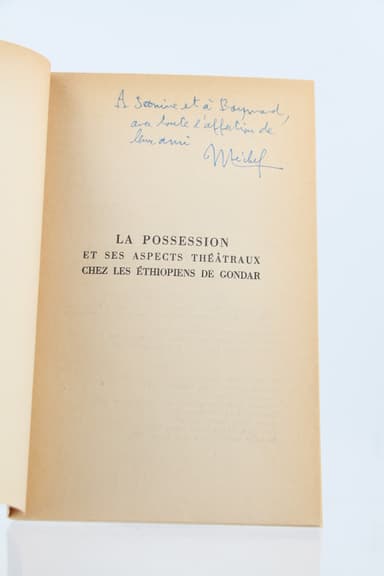 A Jeanine et à Raymond,
avec toute l'affection de
leur ami
Michel
LA POSSESSION
ET SES ASPECTS THÉÂTRAUX
CHEZ LES ÉTHIOPIENS DE GONDAR